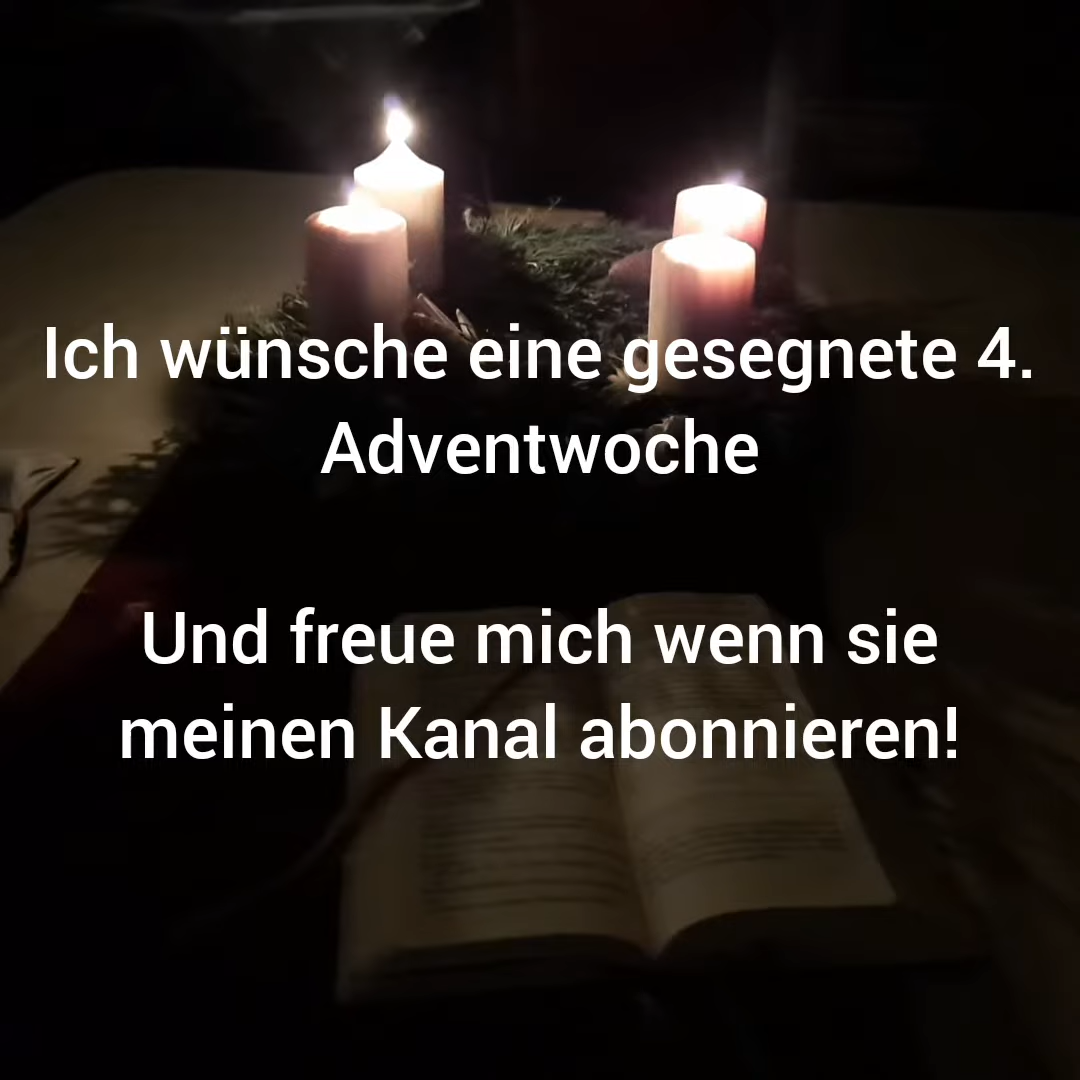 Ich wünsche eine gesegnete 4.
Adventwoche
Und freue mich wenn sie
meinen Kanal abonnieren!